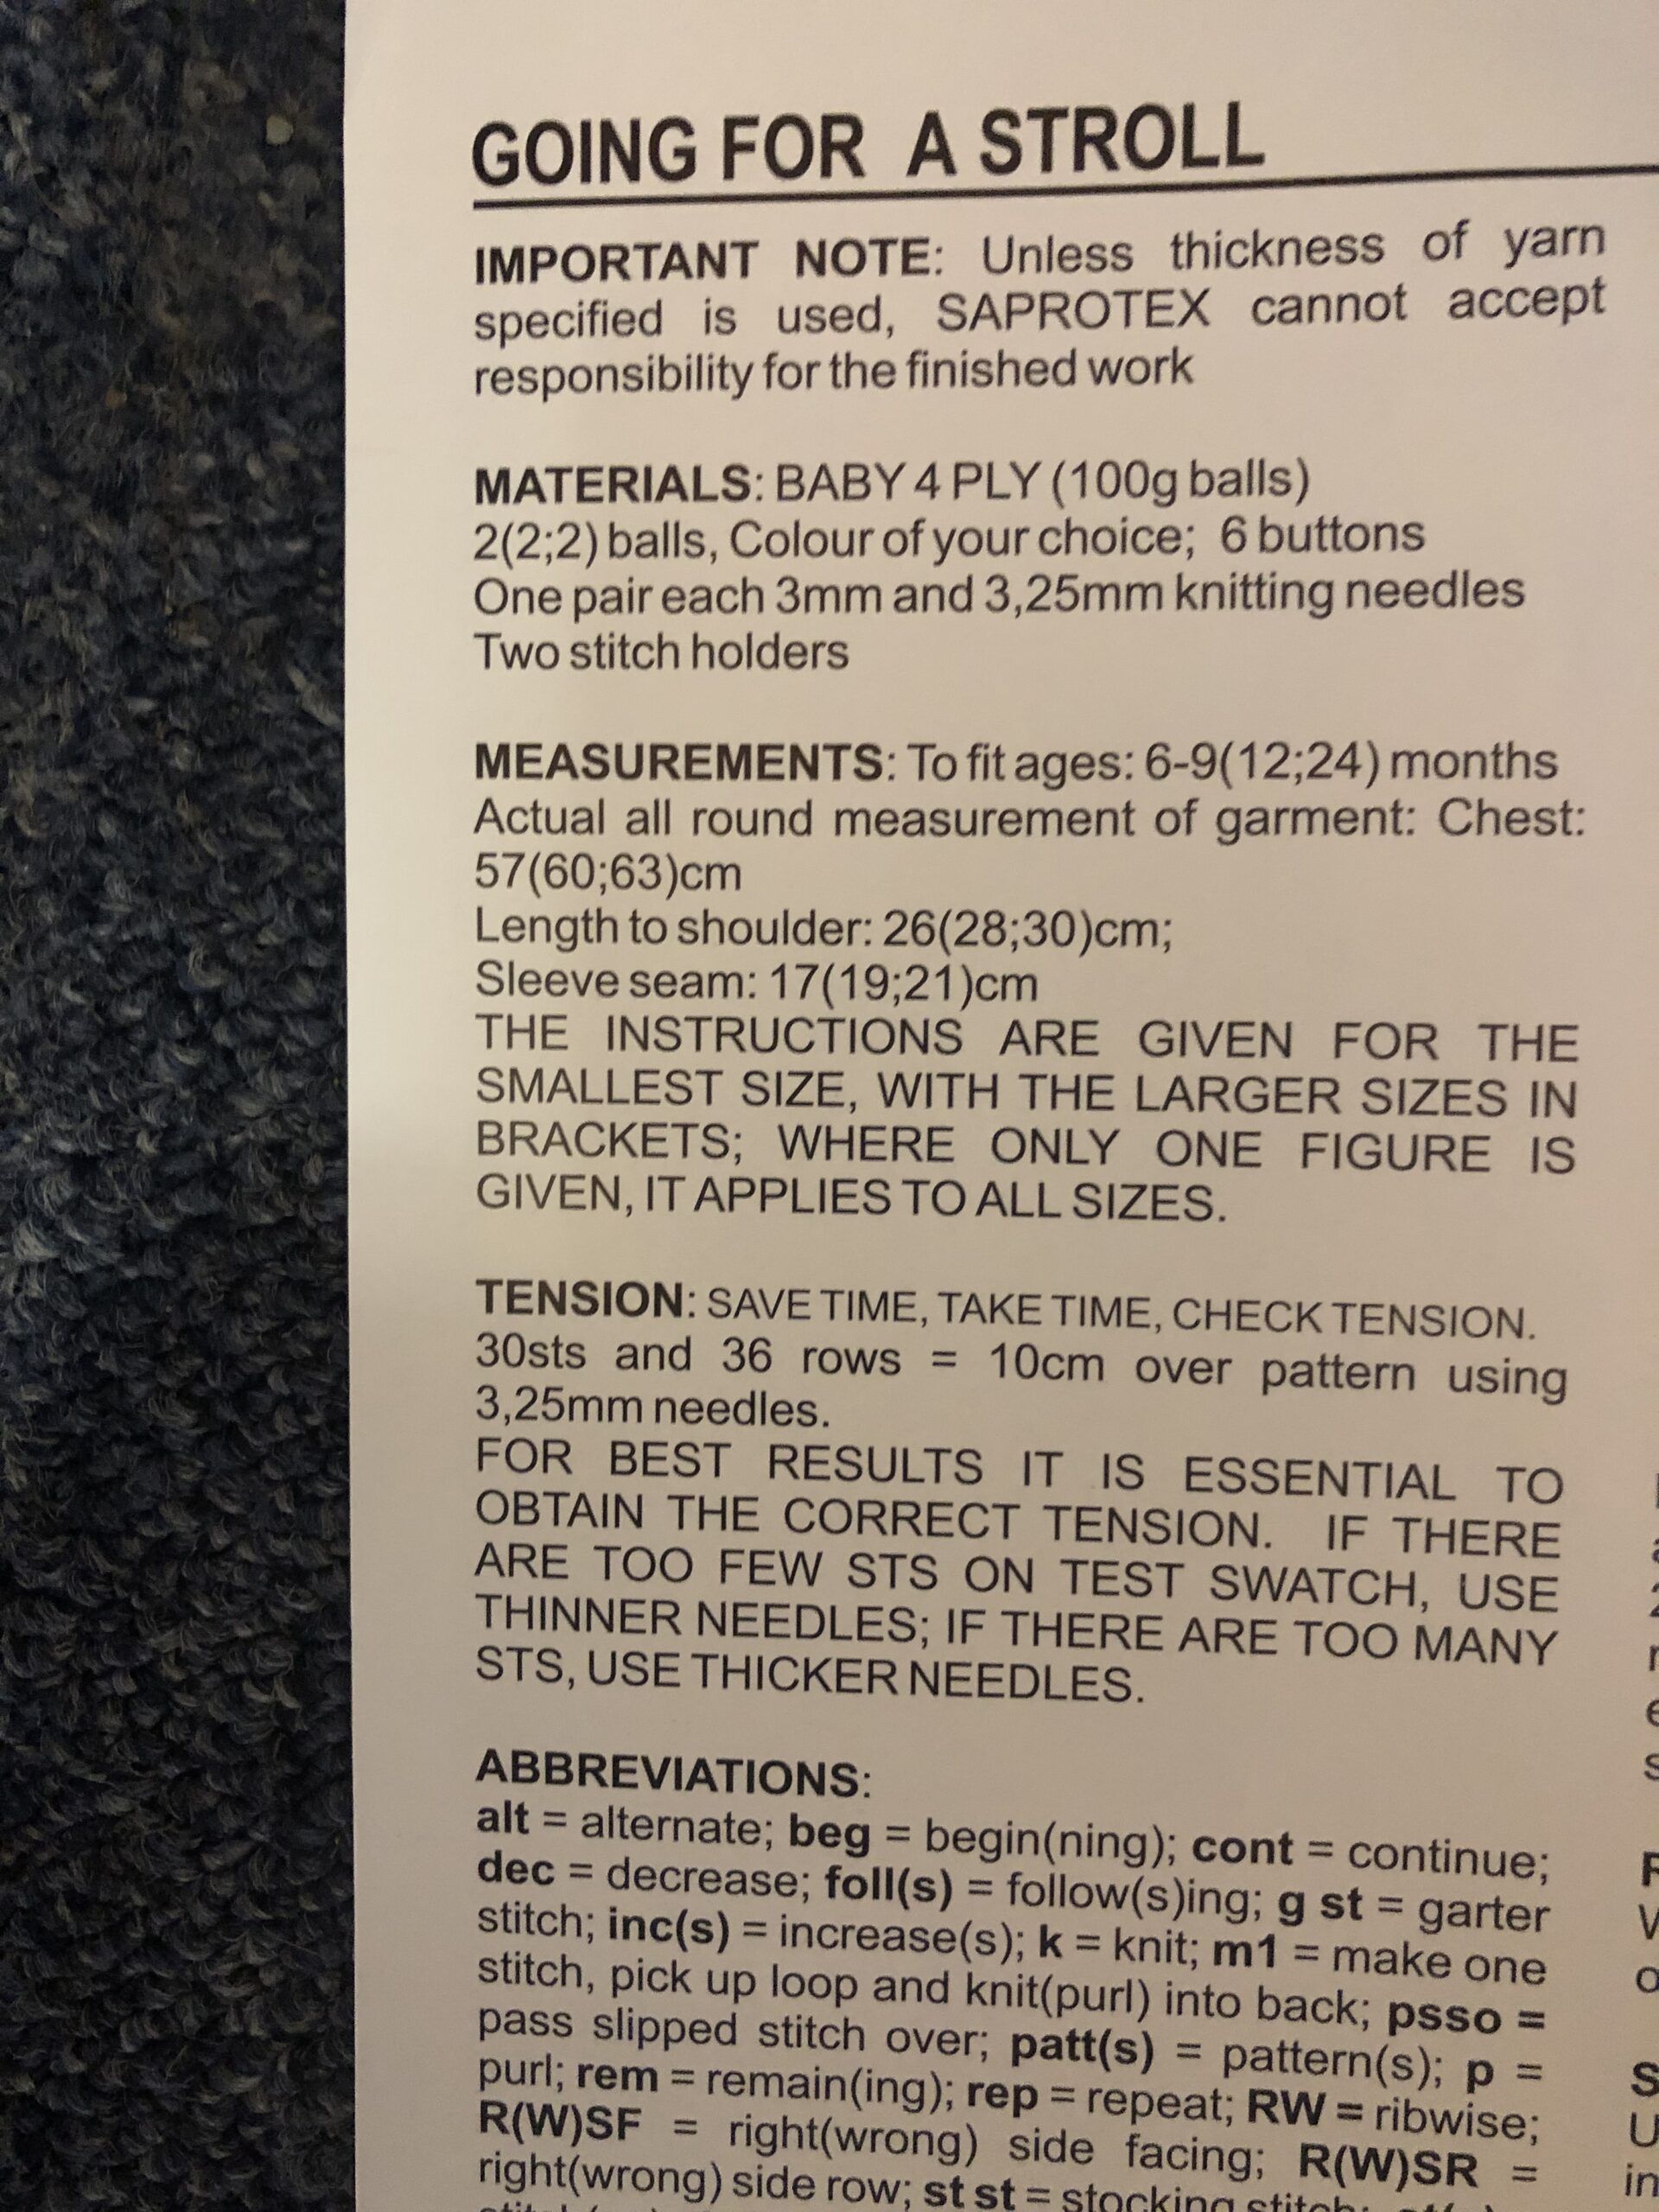 GOING FOR A STROLL
IMPORTANT NOTE: Unless thickness of yarn
specified is used, SAPROTEX cannot accept
responsibility for the finished work
MATERIALS: BABY 4 PLY (100g balls)
2(2;2) balls, Colour of your choice; 6 buttons
One pair each 3mm and 3,25mm knitting needles
Two stitch holders
MEASUREMENTS: To fit ages: 6-9(12;24) months
Actual all round measurement of garment: Chest:
57(60;63)cm
Length to shoulder: 26(28;30)cm;
Sleeve seam: 17(19;21)cm
THE INSTRUCTIONS ARE GIVEN FOR THE
SMALLEST SIZE, WITH THE LARGER SIZES IN
BRACKETS; WHERE ONLY ONE FIGURE IS
GIVEN, IT APPLIES TO ALL SIZES.
TENSION: SAVE TIME, TAKE TIME, CHECK TENSION.
30sts and 36 rows = 10cm over pattern using
3,25mm needles.
FOR BEST RESULTS IT IS ESSENTIAL TO
OBTAIN THE CORRECT TENSION. IF THERE
ARE TOO FEW STS ON TEST SWATCH, USE
THINNER NEEDLES; IF THERE ARE TOO MANY
STS, USE THICKER NEEDLES.
ABBREVIATIONS:
alt = alternate; beg = begin(ning); cont = continue;
dec = decrease; foll(s) = follow(s)ing; g st = garter
stitch; inc(s) = increase(s); k = knit; m1 = make one
stitch, pick up loop and knit(purl) into back; psso =
pass slipped stitch over; patt(s) = pattern(s); p =
purl; rem = remain(ing); rep = repeat; RW = ribwise;
R(W)SF = right(wrong) side facing; R(W)SR =
right(wrong) side row; st st = stocking stitch;